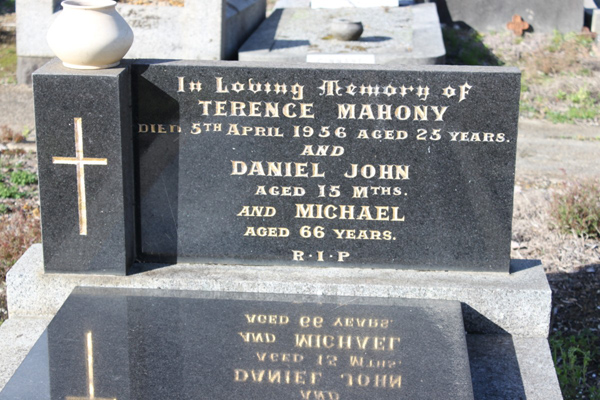 In Loving Memory of
TERENCE MAHONY
DIED 5TH APRIL 1956 AGED 25 YEARS.
AND
DANIEL JOHN
AGED 15 MTHS.
AND MICHAEL
AGED 66 YEARS.
R·I·P